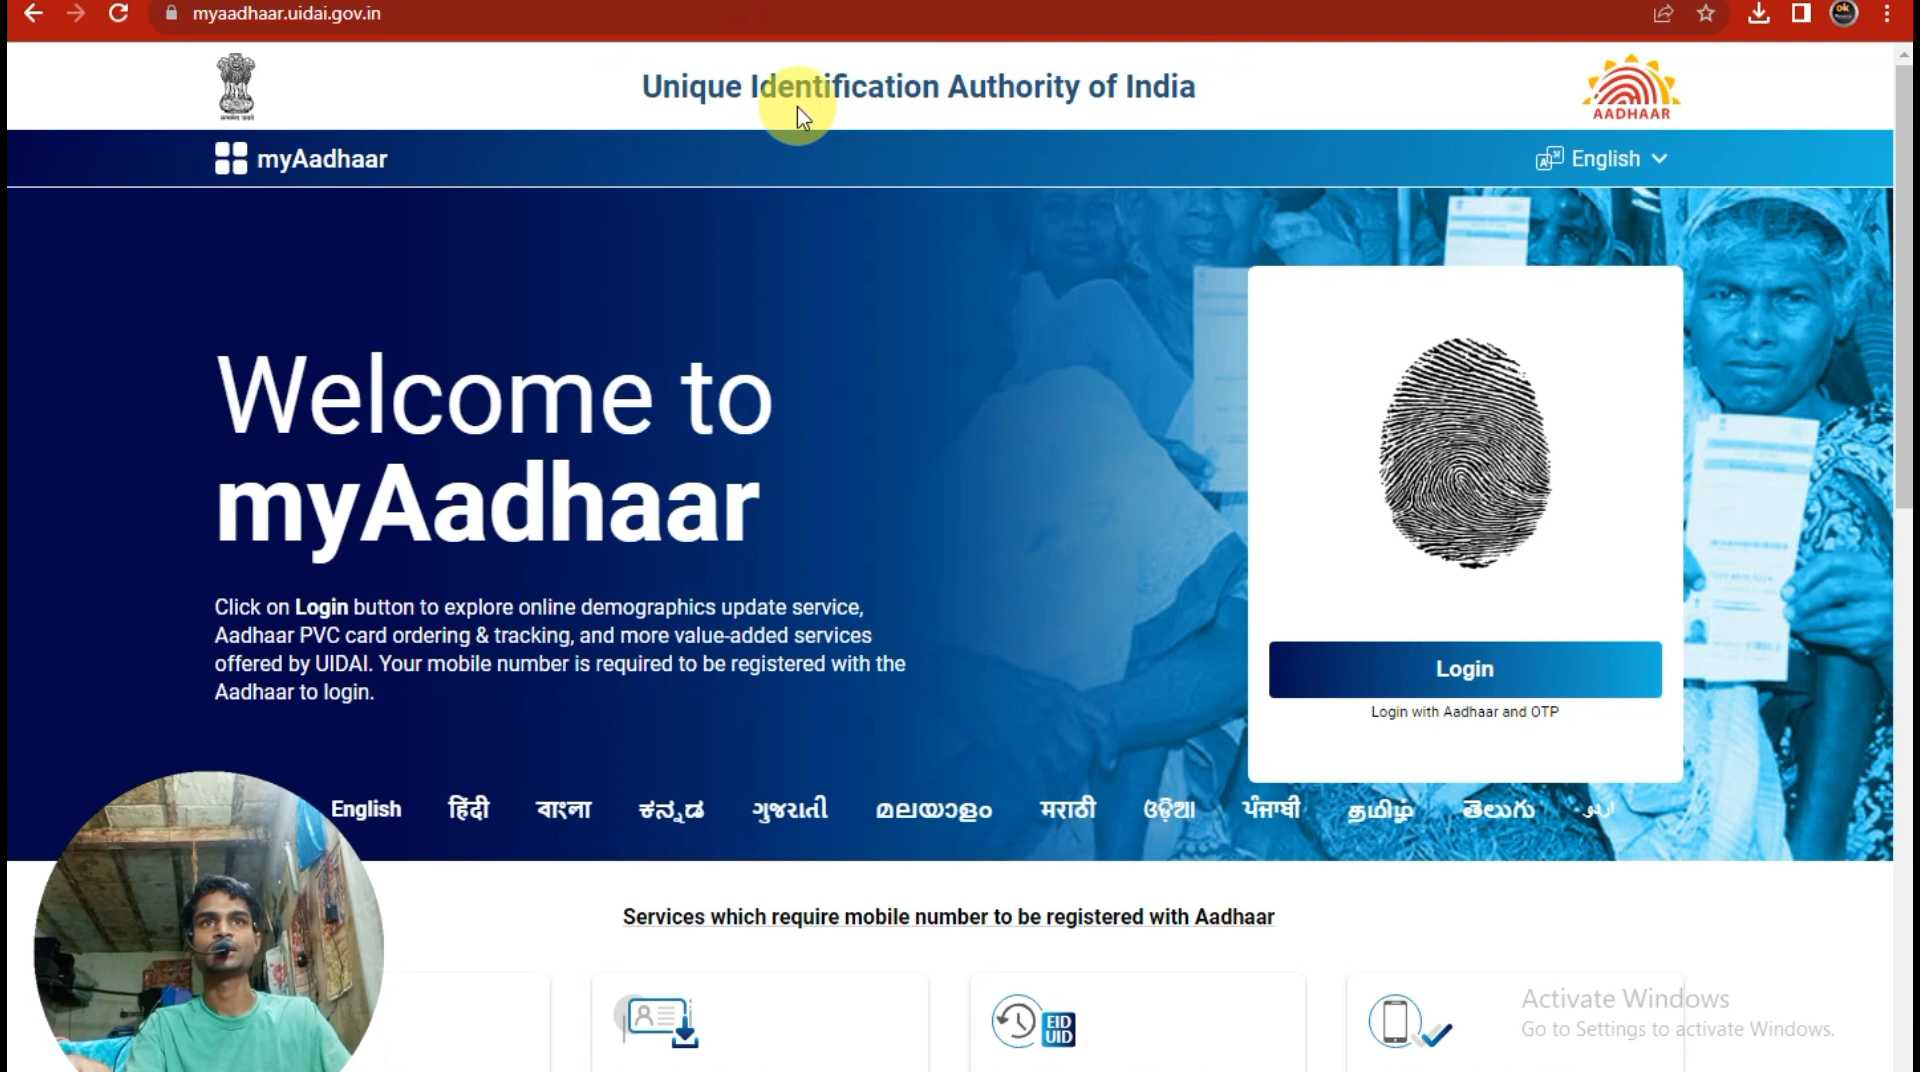 myaadhaar.uidai.gov.in
ok
Unique Identification Authority of India
सत्यमेव जयते
AADHAAR
myAadhaar
English
Welcome to
myAadhaar
Click on Login button to explore online demographics update service,
Aadhaar PVC card ordering & tracking, and more value-added services
offered by UIDAI. Your mobile number is required to be registered with the
Aadhaar to login.
Login
Login with Aadhaar and OTP
English हिंदी বাংলা ಕನ್ನಡ ગુજરાતી മലയാളം मराठी ଓଡ଼ିଆ ਪੰਜਾਬੀ தமிழ் తెలుగు اردو
Services which require mobile number to be registered with Aadhaar
EID
UID
Activate Windows
Go to Settings to activate Windows.